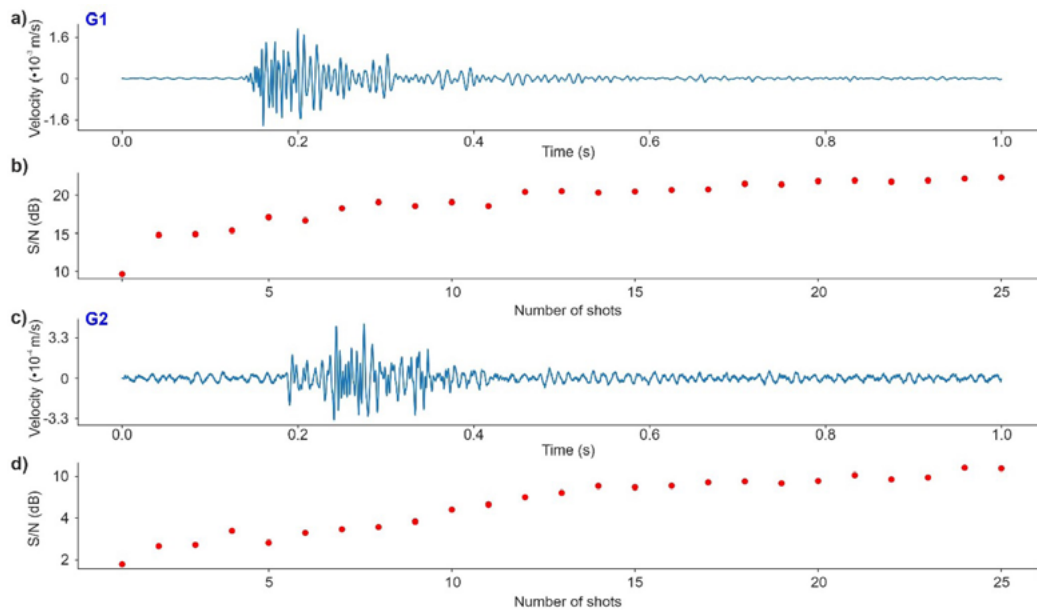 a) G1
Velocity (•10⁻³ m/s)
1.6
0
-1.6
0.0 0.2 0.4 0.6 0.8 1.0
Time (s)
b)
S/N (dB)
20
15
10
5 10 15 20 25
Number of shots
c) G2
Velocity (•10⁻⁴ m/s)
3.3
0
-3.3
0.0 0.2 0.4 0.6 0.8 1.0
Time (s)
d)
S/N (dB)
10
4
2
5 10 15 20 25
Number of shots